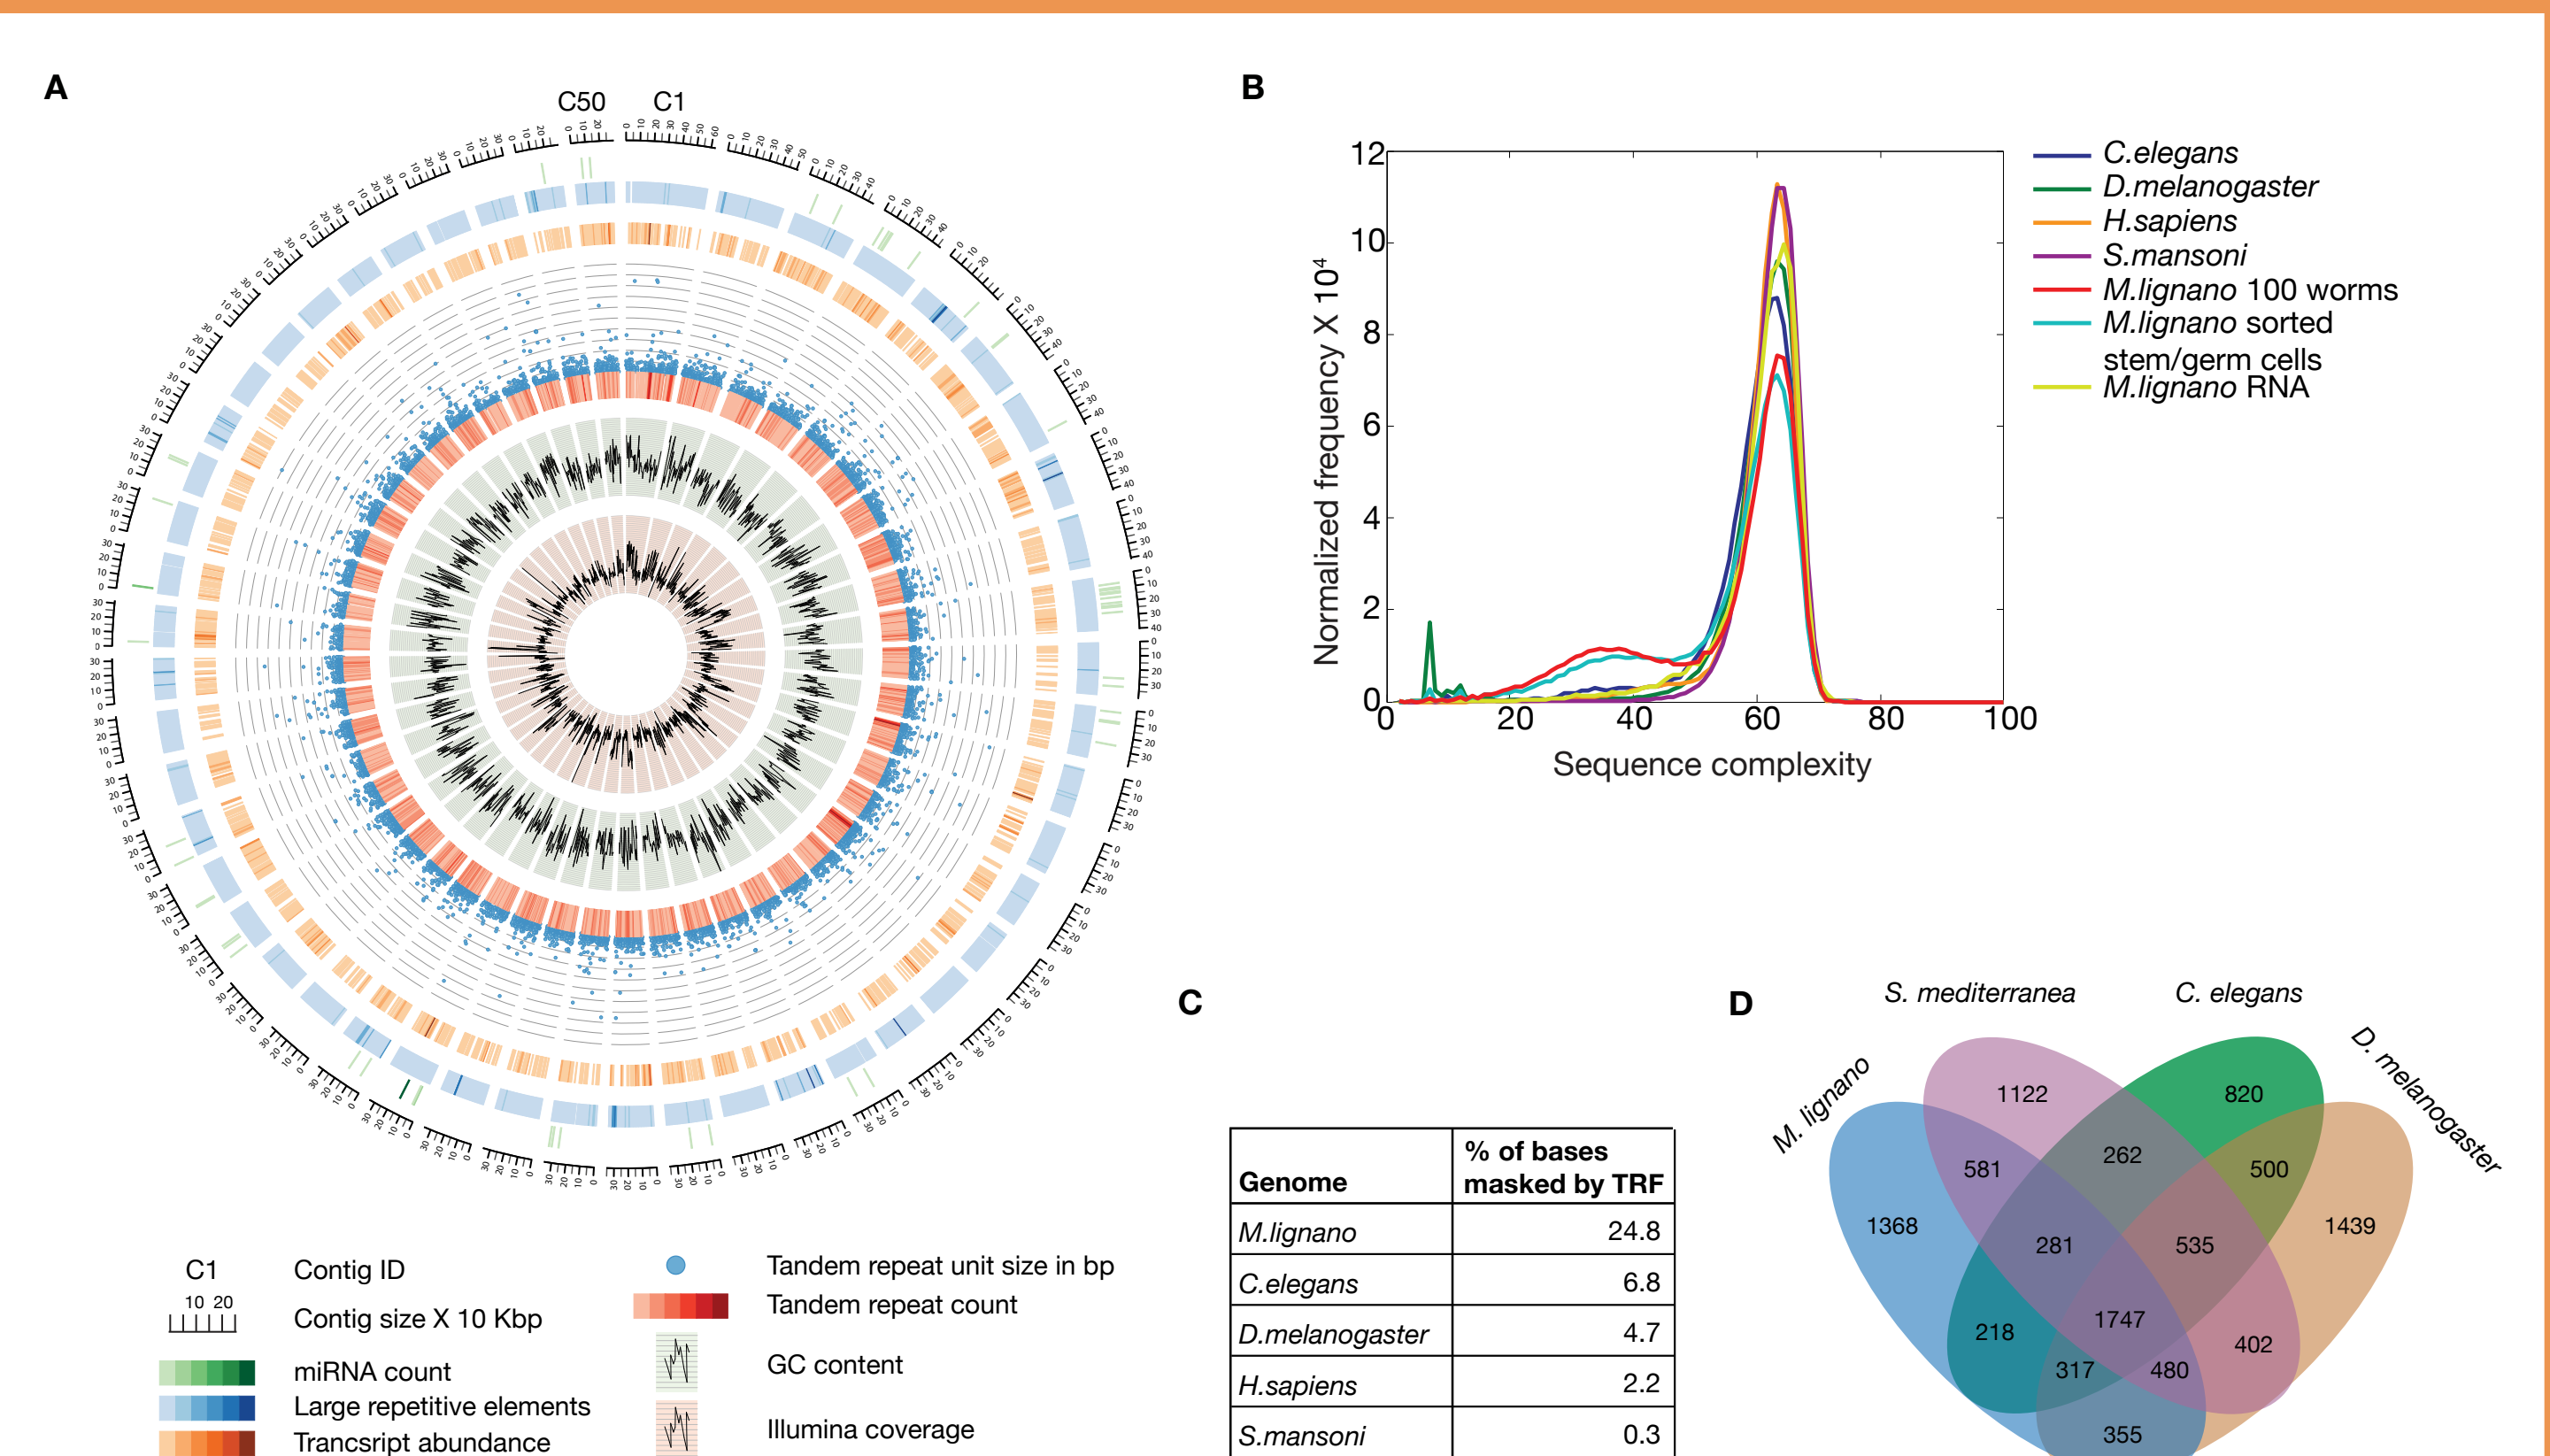 A
C50 C1
C1 Contig ID
10 20
Contig size X 10 Kbp
miRNA count
Large repetitive elements
Trancsript abundance
Tandem repeat unit size in bp
Tandem repeat count
GC content
Illumina coverage
B
Normalized frequency X 10⁴
12
10
8
6
4
2
0
0 20 40 60 80 100
Sequence complexity
C.elegans
D.melanogaster
H.sapiens
S.mansoni
M.lignano 100 worms
M.lignano sorted
stem/germ cells
M.lignano RNA
C
Genome % of bases
masked by TRF
M.lignano 24.8
C.elegans 6.8
D.melanogaster 4.7
H.sapiens 2.2
S.mansoni 0.3
D
S. mediterranea C. elegans
M. lignano
D. melanogaster
1122 820
581 262 500
1368 281 535 1439
218 1747 402
317 480
355